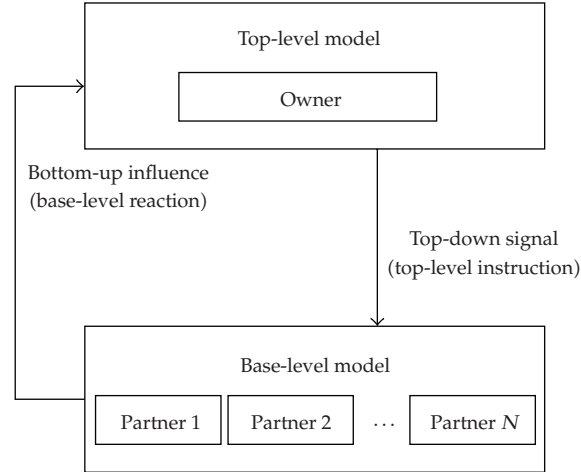 Top-level model
Owner
Bottom-up influence
(base-level reaction)
Top-down signal
(top-level instruction)
Base-level model
Partner 1 Partner 2 ... Partner N